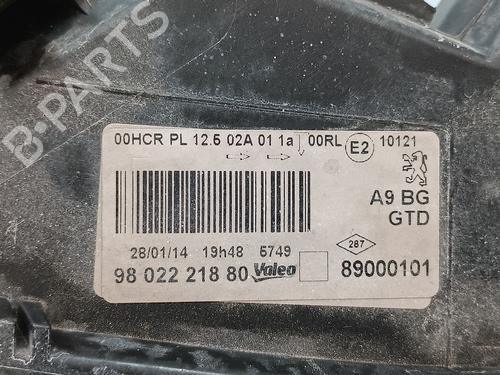 B-PARTS
00HCR PL 12.5 02A 01 1a 00RL E2 10121
A9 BG
GTD
28/01/14 19h48 5749
287
98 022 218 80 Valeo 89000101